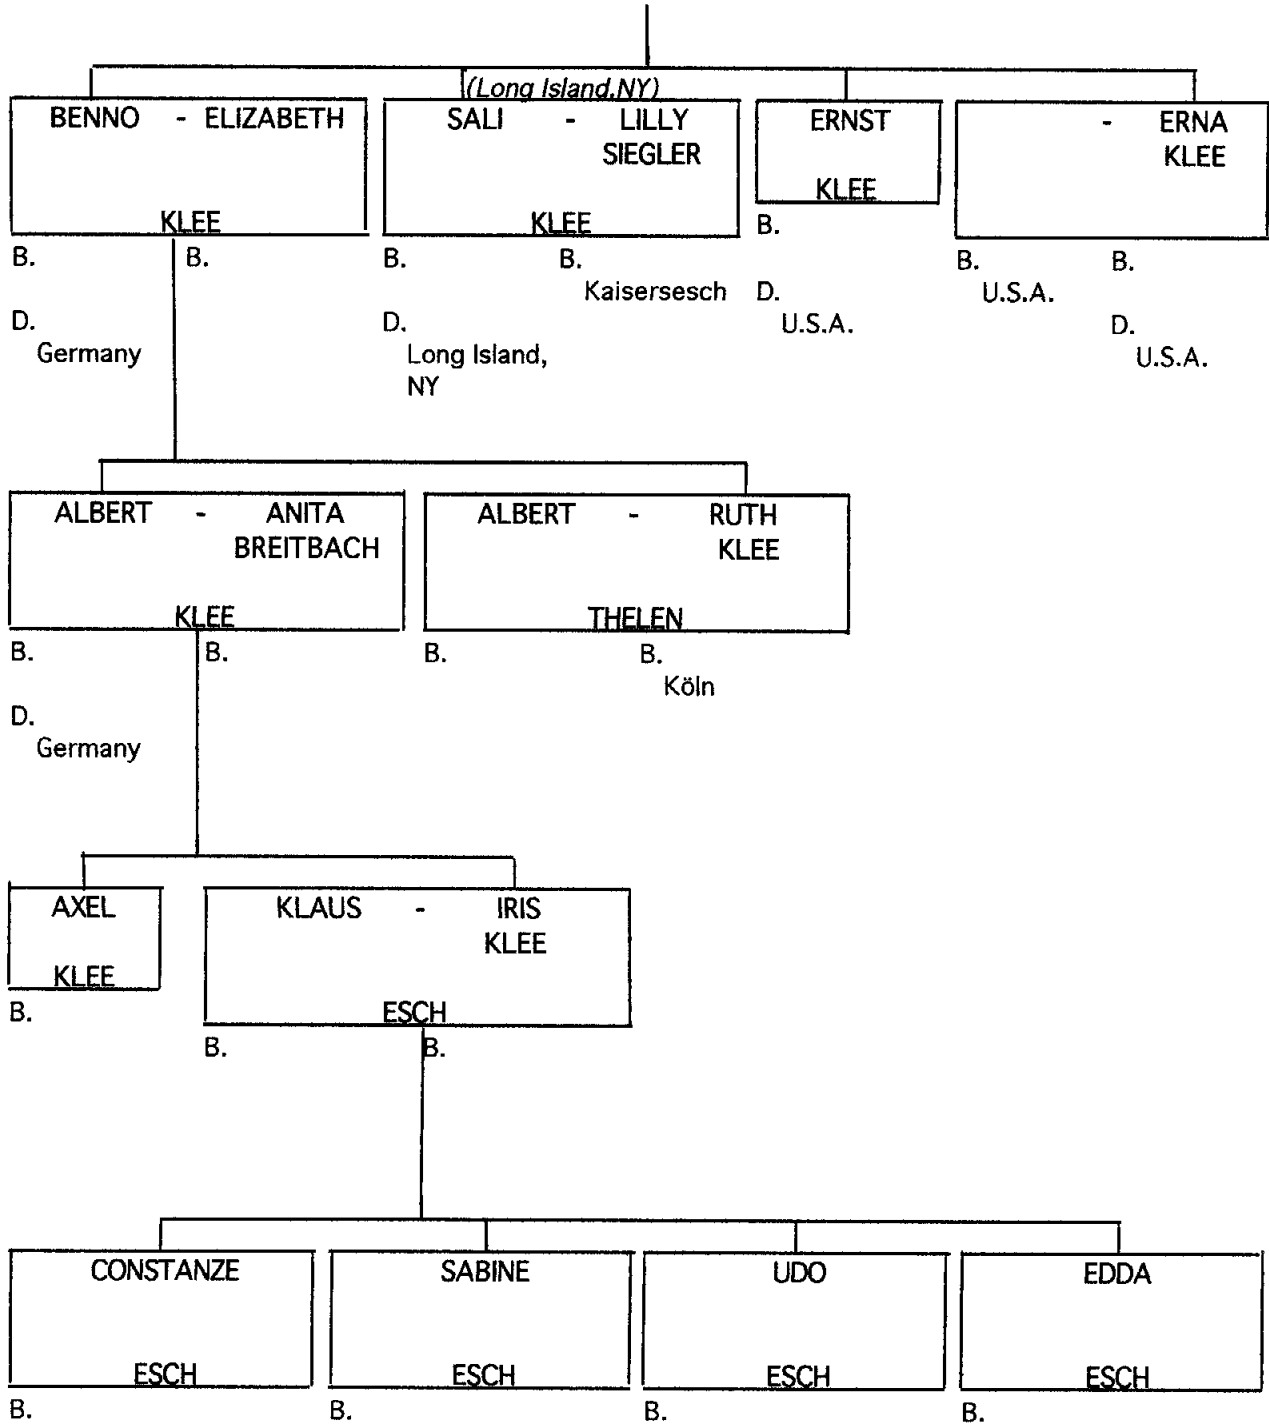 (Long Island,NY)
BENNO - ELIZABETH
KLEE
B. B.
D.
Germany
SALI - LILLY
SIEGLER
KLEE
B. B.
Kaisersesch
D.
Long Island,
NY
ERNST
KLEE
B.
D.
U.S.A.
- ERNA
KLEE
B. B.
U.S.A.
D.
U.S.A.
ALBERT - ANITA
BREITBACH
KLEE
B. B.
D.
Germany
ALBERT - RUTH
KLEE
THELEN
B. B.
Köln
AXEL
KLEE
B.
KLAUS - IRIS
KLEE
ESCH
B. B.
CONSTANZE
ESCH
B.
SABINE
ESCH
B.
UDO
ESCH
B.
EDDA
ESCH
B.